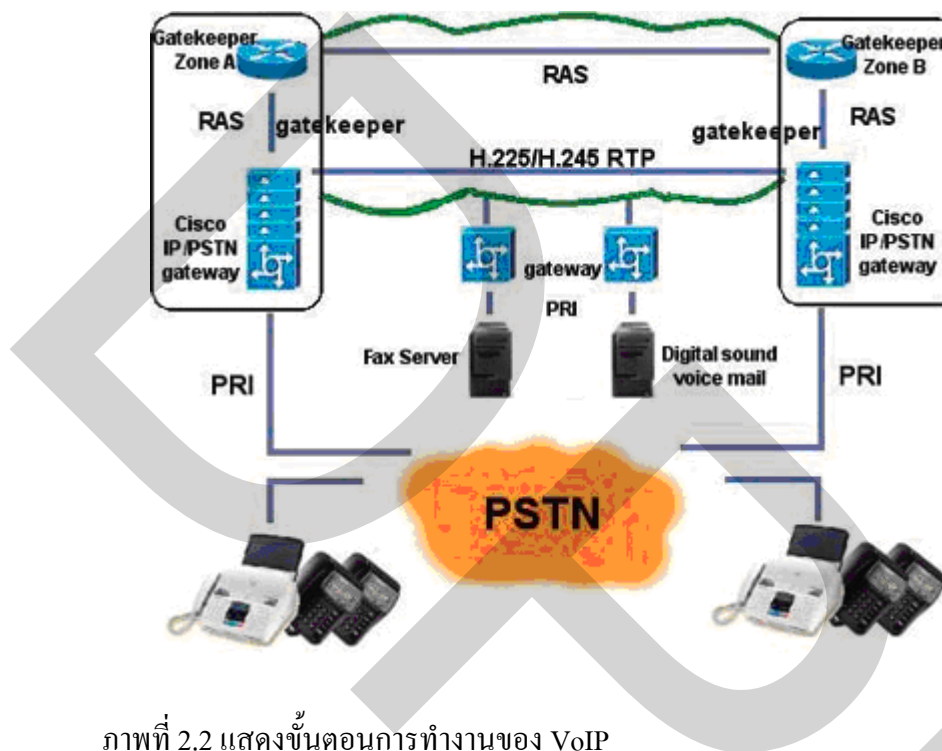 Gatekeeper
Zone A
Gatekeeper
Zone B
RAS
RAS
RAS
gatekeeper
gatekeeper
H.225/H.245 RTP
Cisco
IP/PSTN
gateway
Cisco
IP/PSTN
gateway
gateway
PRI
Fax Server
Digital sound
voice mail
PRI
PRI
PSTN
ภาพที่ 2.2 แสดงขั้นตอนการทำงานของ VoIP